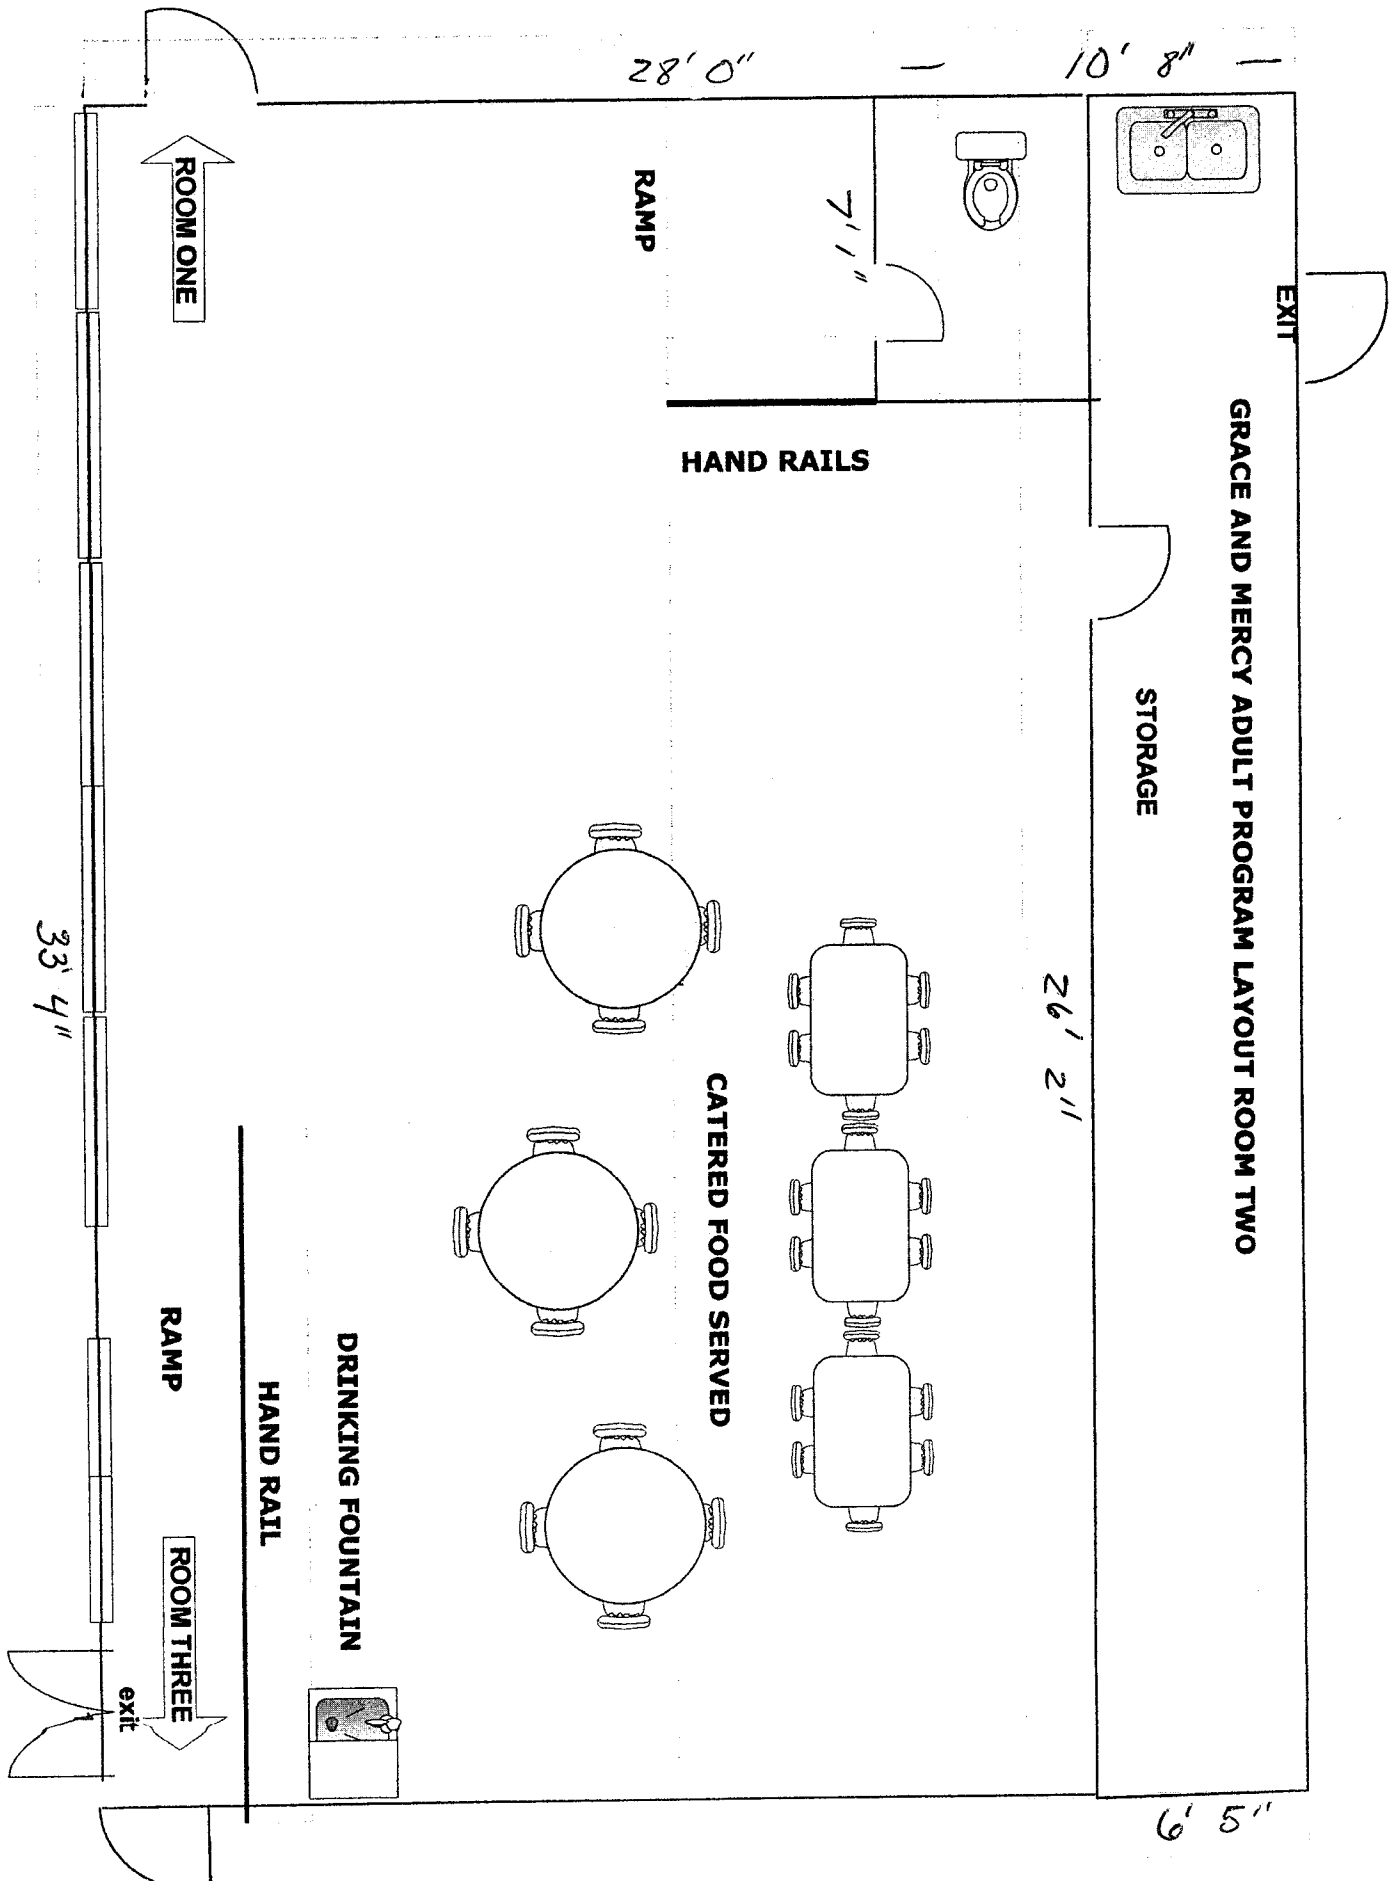 28' 0"
10' 8"
ROOM ONE
RAMP
7' 1"
EXIT
HAND RAILS
GRACE AND MERCY ADULT PROGRAM LAYOUT ROOM TWO
STORAGE
33' 4"
26' 2"
CATERED FOOD SERVED
RAMP
HAND RAIL
DRINKING FOUNTAIN
ROOM THREE
exit
6' 5"